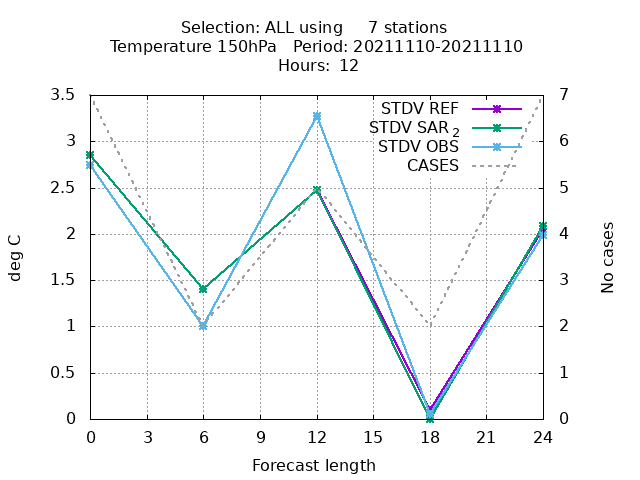 Selection: ALL using 7 stations
Temperature 150hPa Period: 20211110-20211110
Hours: 12
STDV REF
STDV SAR 2
STDV OBS
CASES
3.5
3
2.5
2
1.5
1
0.5
0
7
6
5
4
3
2
1
0
deg C
No cases
0 3 6 9 12 15 18 21 24
Forecast length